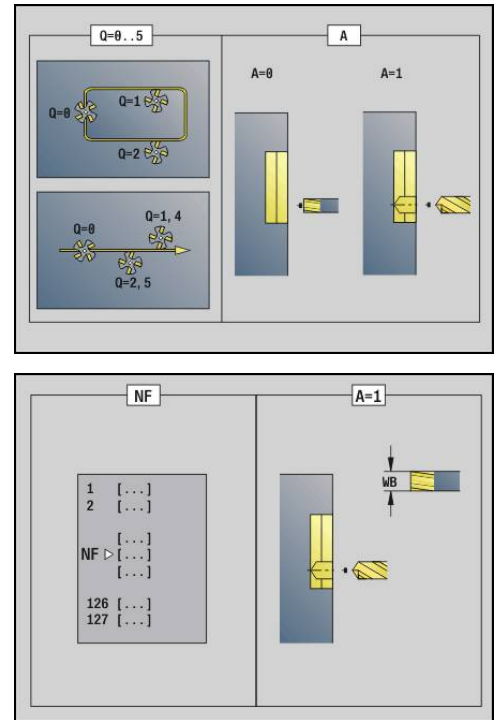 Q=0..5
A
Q=0
Q=1
Q=2
Q=0
Q=1,4
Q=2,5
A=0
A=1
NF
A=1
1 [...]
2 [...]
[...]
NF ▷ [...]
[...]
126 [...]
127 [...]
WB